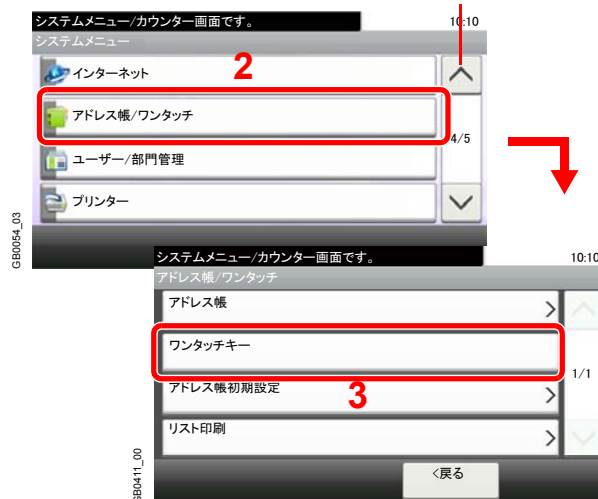 システムメニュー/カウンター画面です。
10:10
システムメニュー
インターネット
2
アドレス帳/ワンタッチ
4/5
ユーザー/部門管理
プリンター
GB0054_03
システムメニュー/カウンター画面です。
10:10
アドレス帳/ワンタッチ
アドレス帳
ワンタッチキー
1/1
アドレス帳初期設定
3
リスト印刷
GB0411_00
<戻る